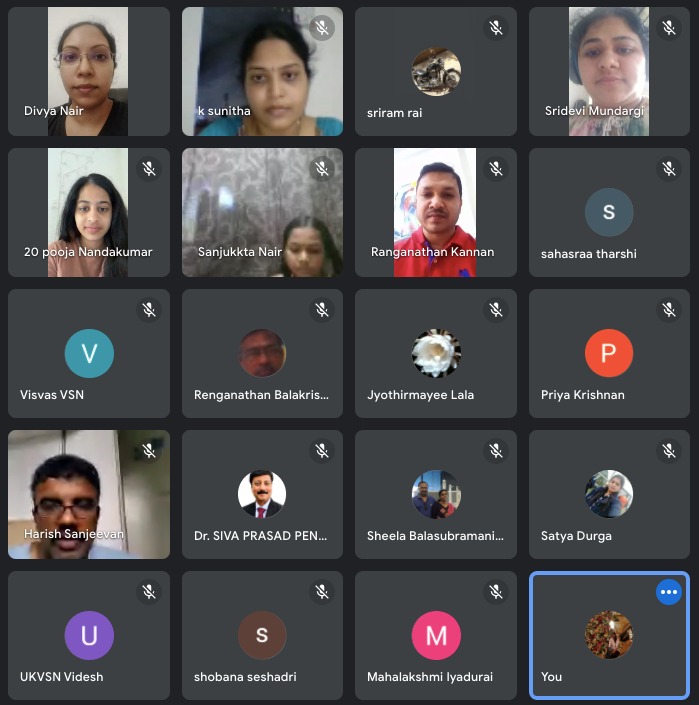 Divya Nair
k sunitha
sriram rai
Sridevi Mundargi
20 pooja Nandakumar
Sanjukkta Nair
Ranganathan Kannan
s
sahasraa tharshi
V
Visvas VSN
Renganathan Balakris...
Jyothirmayee Lala
P
Priya Krishnan
Harish Sanjeevan
Dr. SIVA PRASAD PEN...
Sheela Balasubramani...
Satya Durga
U
UKVSN Videsh
s
shobana seshadri
M
Mahalakshmi Iyadurai
You